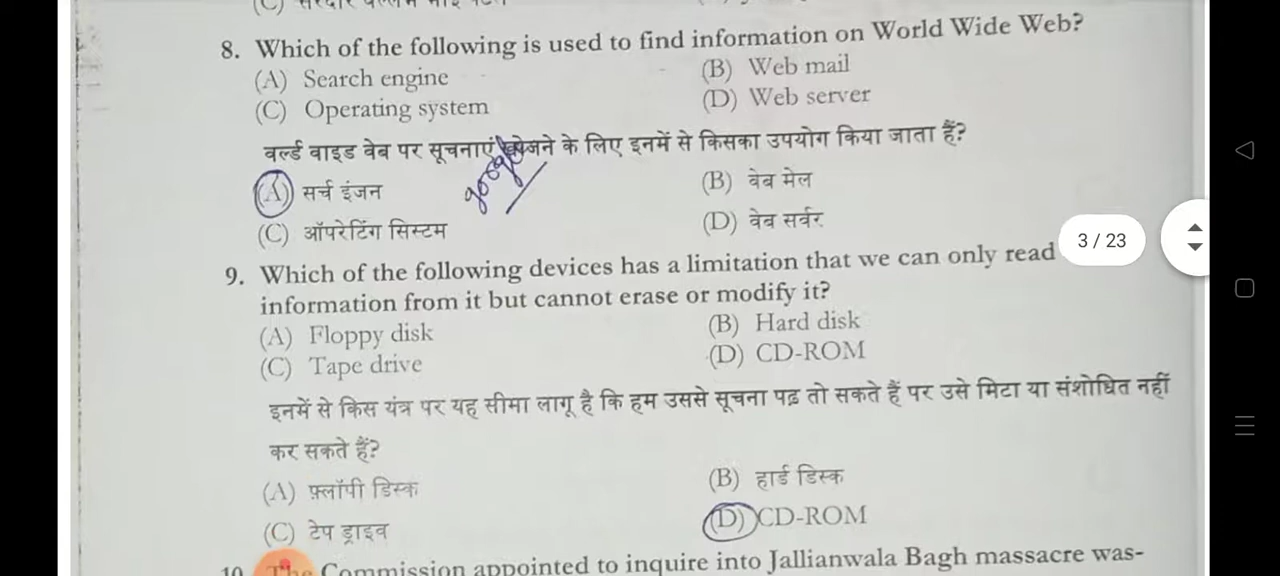 8. Which of the following is used to find information on World Wide Web?
(A) Search engine (B) Web mail
(C) Operating system (D) Web server
वर्ल्ड वाइड वेब पर सूचनाएं खोजने के लिए इनमें से किसका उपयोग किया जाता हैं?
google
(A) सर्च इंजन (B) वेब मेल
(C) ऑपरेटिंग सिस्टम (D) वेब सर्वर
3 / 23
9. Which of the following devices has a limitation that we can only read
information from it but cannot erase or modify it?
(A) Floppy disk (B) Hard disk
(C) Tape drive (D) CD-ROM
इनमें से किस यंत्र पर यह सीमा लागू है कि हम उससे सूचना पढ़ तो सकते हैं पर उसे मिटा या संशोधित नहीं
कर सकते हैं?
(A) फ़्लॉपी डिस्क (B) हार्ड डिस्क
(C) टेप ड्राइव (D) CD-ROM
10. The Commission appointed to inquire into Jallianwala Bagh massacre was-